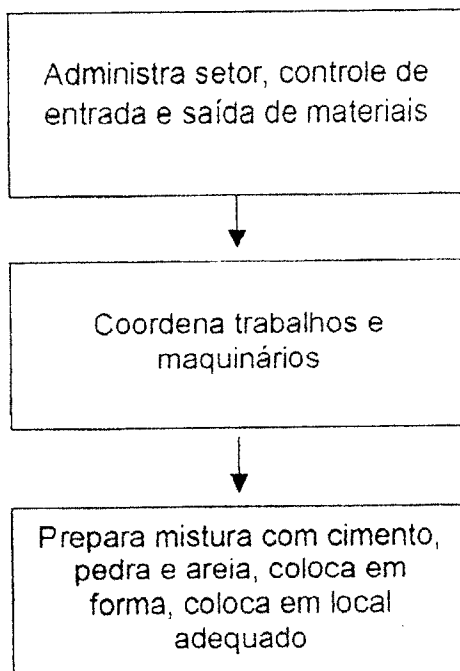 Administra setor, controle de
entrada e saída de materiais
Coordena trabalhos e
maquinários
Prepara mistura com cimento,
pedra e areia, coloca em
forma, coloca em local
adequado